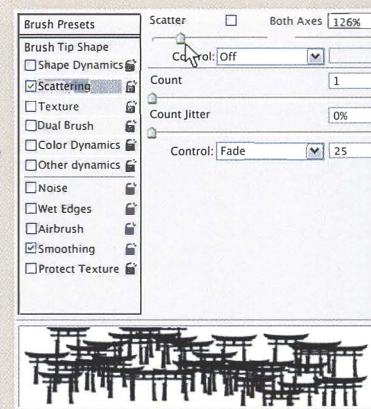 Brush Presets
Brush Tip Shape
Shape Dynamics
Scattering
Texture
Dual Brush
Color Dynamics
Other dynamics
Noise
Wet Edges
Airbrush
Smoothing
Protect Texture
Scatter Both Axes 126%
Control: Off
Count 1
Count Jitter 0%
Control: Fade 25